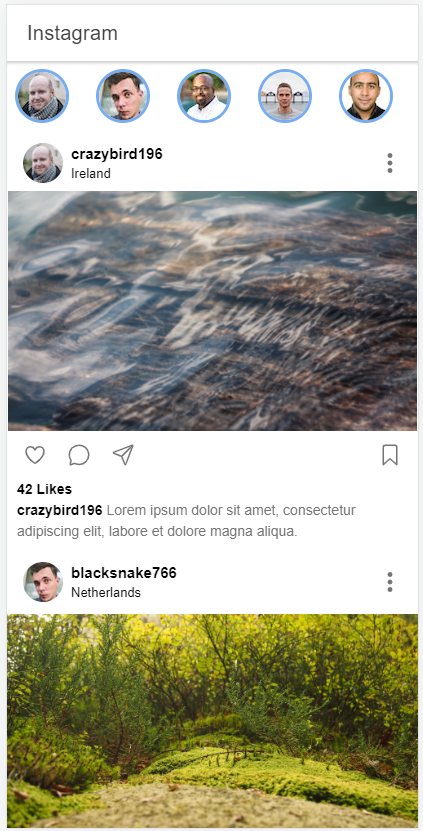 Instagram
crazybird196
Ireland
42 Likes
crazybird196 Lorem ipsum dolor sit amet, consectetur
adipiscing elit, labore et dolore magna aliqua.
blacksnake766
Netherlands